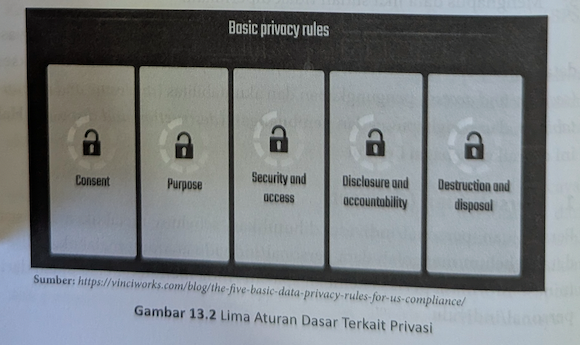 Basic privacy rules
Consent
Purpose
Security and
access
Disclosure and
accountability
Destruction and
disposal
Sumber: https://vinciworks.com/blog/the-five-basic-data-privacy-rules-for-us-compliance/
Gambar 13.2 Lima Aturan Dasar Terkait Privasi